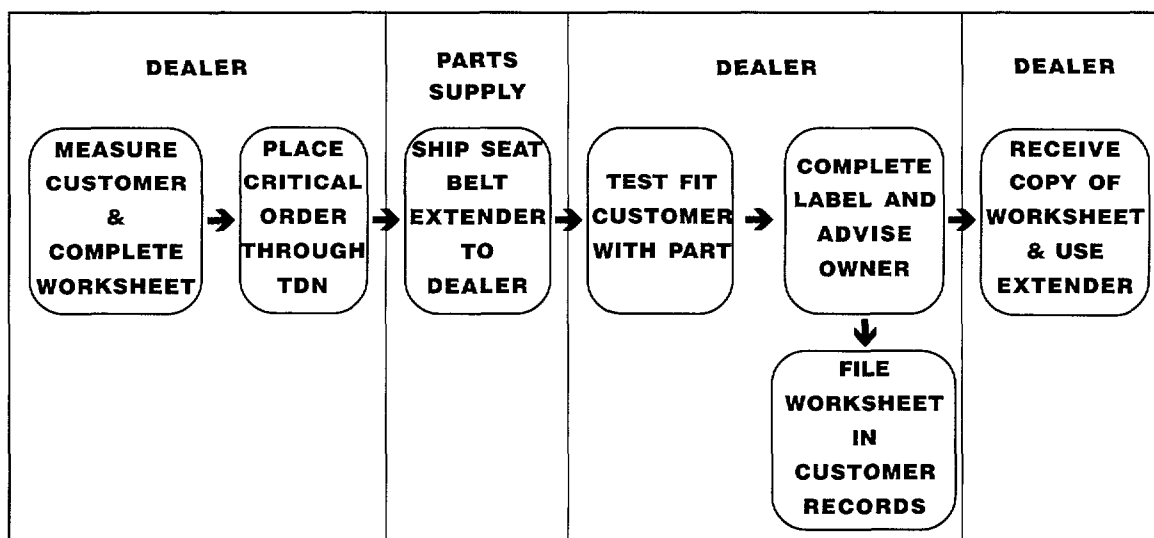 DEALER
MEASURE
CUSTOMER
&
COMPLETE
WORKSHEET
PLACE
CRITICAL
ORDER
THROUGH
TDN
PARTS
SUPPLY
SHIP SEAT
BELT
EXTENDER
TO
DEALER
DEALER
TEST FIT
CUSTOMER
WITH PART
COMPLETE
LABEL AND
ADVISE
OWNER
FILE
WORKSHEET
IN
CUSTOMER
RECORDS
DEALER
RECEIVE
COPY OF
WORKSHEET
& USE
EXTENDER